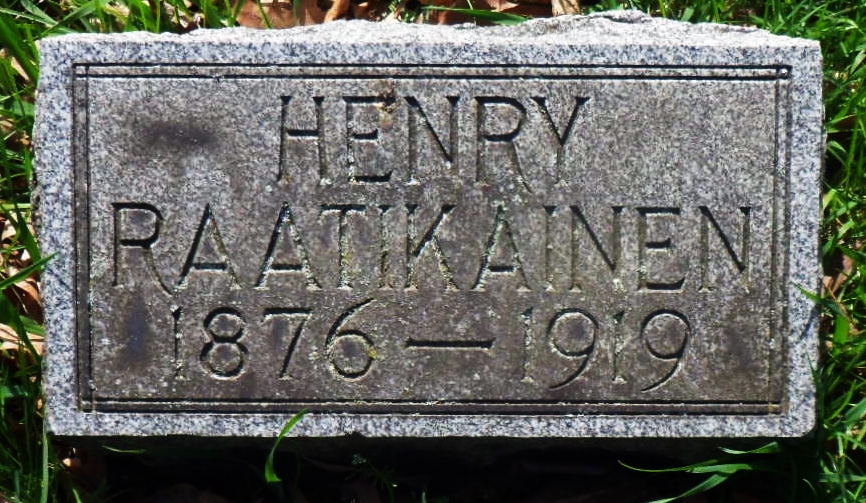 HENRY
RAATIKAINEN
1876 — 1919